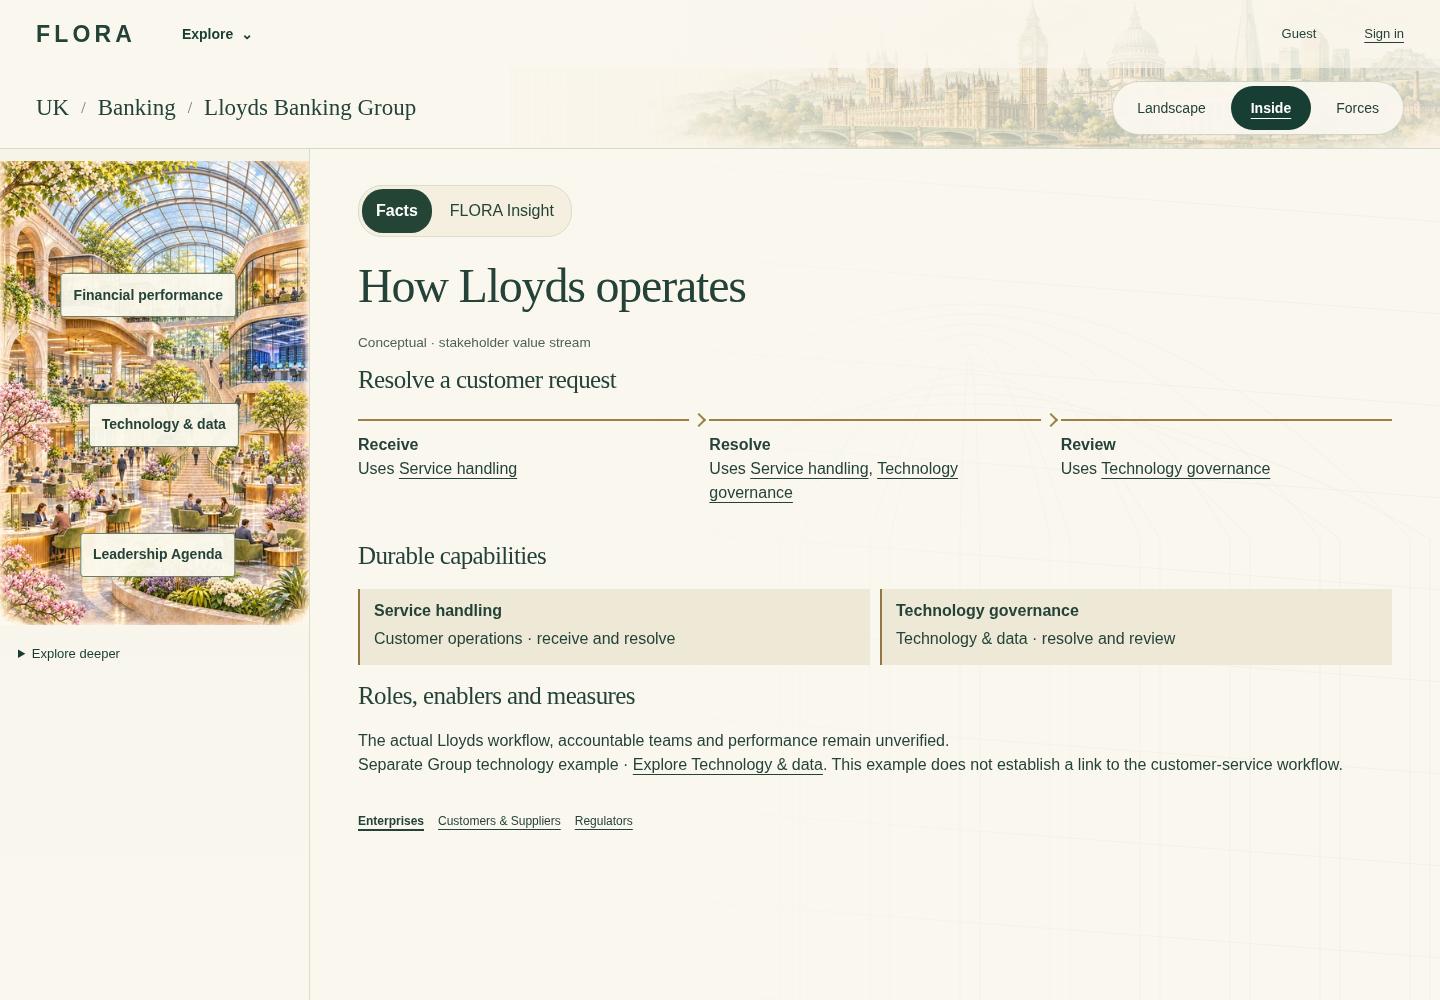 FLORA
Explore
Guest
Sign in
UK / Banking / Lloyds Banking Group
Landscape
Inside
Forces
Financial performance
Technology & data
Leadership Agenda
Explore deeper
Facts
FLORA Insight
How Lloyds operates
Conceptual · stakeholder value stream
Resolve a customer request
Receive
Uses Service handling
Resolve
Uses Service handling, Technology
governance
Review
Uses Technology governance
Durable capabilities
Service handling
Customer operations · receive and resolve
Technology governance
Technology & data · resolve and review
Roles, enablers and measures
The actual Lloyds workflow, accountable teams and performance remain unverified.
Separate Group technology example · Explore Technology & data. This example does not establish a link to the customer-service workflow.
Enterprises
Customers & Suppliers
Regulators